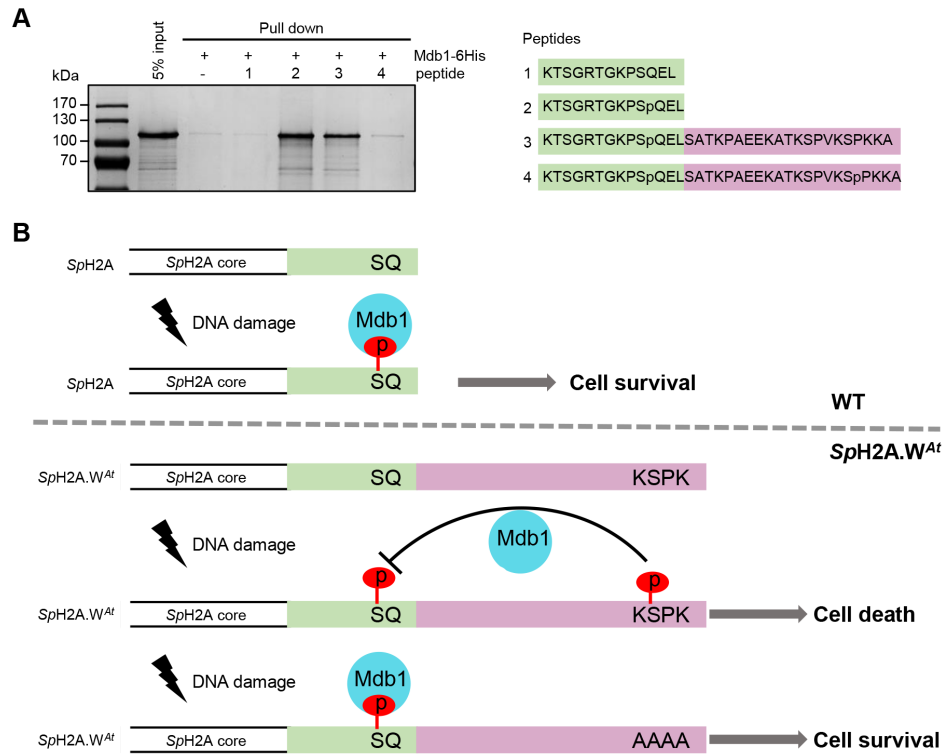 A
Pull down
5% input
+ + + + + Mdb1-6His
- 1 2 3 4 peptide
kDa
170
130
100
70
Peptides
1 KTSGRTGKPSQEL
2 KTSGRTGKPSpQEL
3 KTSGRTGKPSpQELSATKPAEEKATKSPVKSPKKA
4 KTSGRTGKPSpQELSATKPAEEKATKSPVKSpPKKA
B
SpH2A SpH2A core SQ
DNA damage Mdb1
p
SpH2A SpH2A core SQ Cell survival
WT
SpH2A.WAt
SpH2A.WAt SpH2A core SQ KSPK
DNA damage Mdb1
p p
SpH2A.WAt SpH2A core SQ KSPK Cell death
DNA damage Mdb1
p
SpH2A.WAt SpH2A core SQ AAAA Cell survival